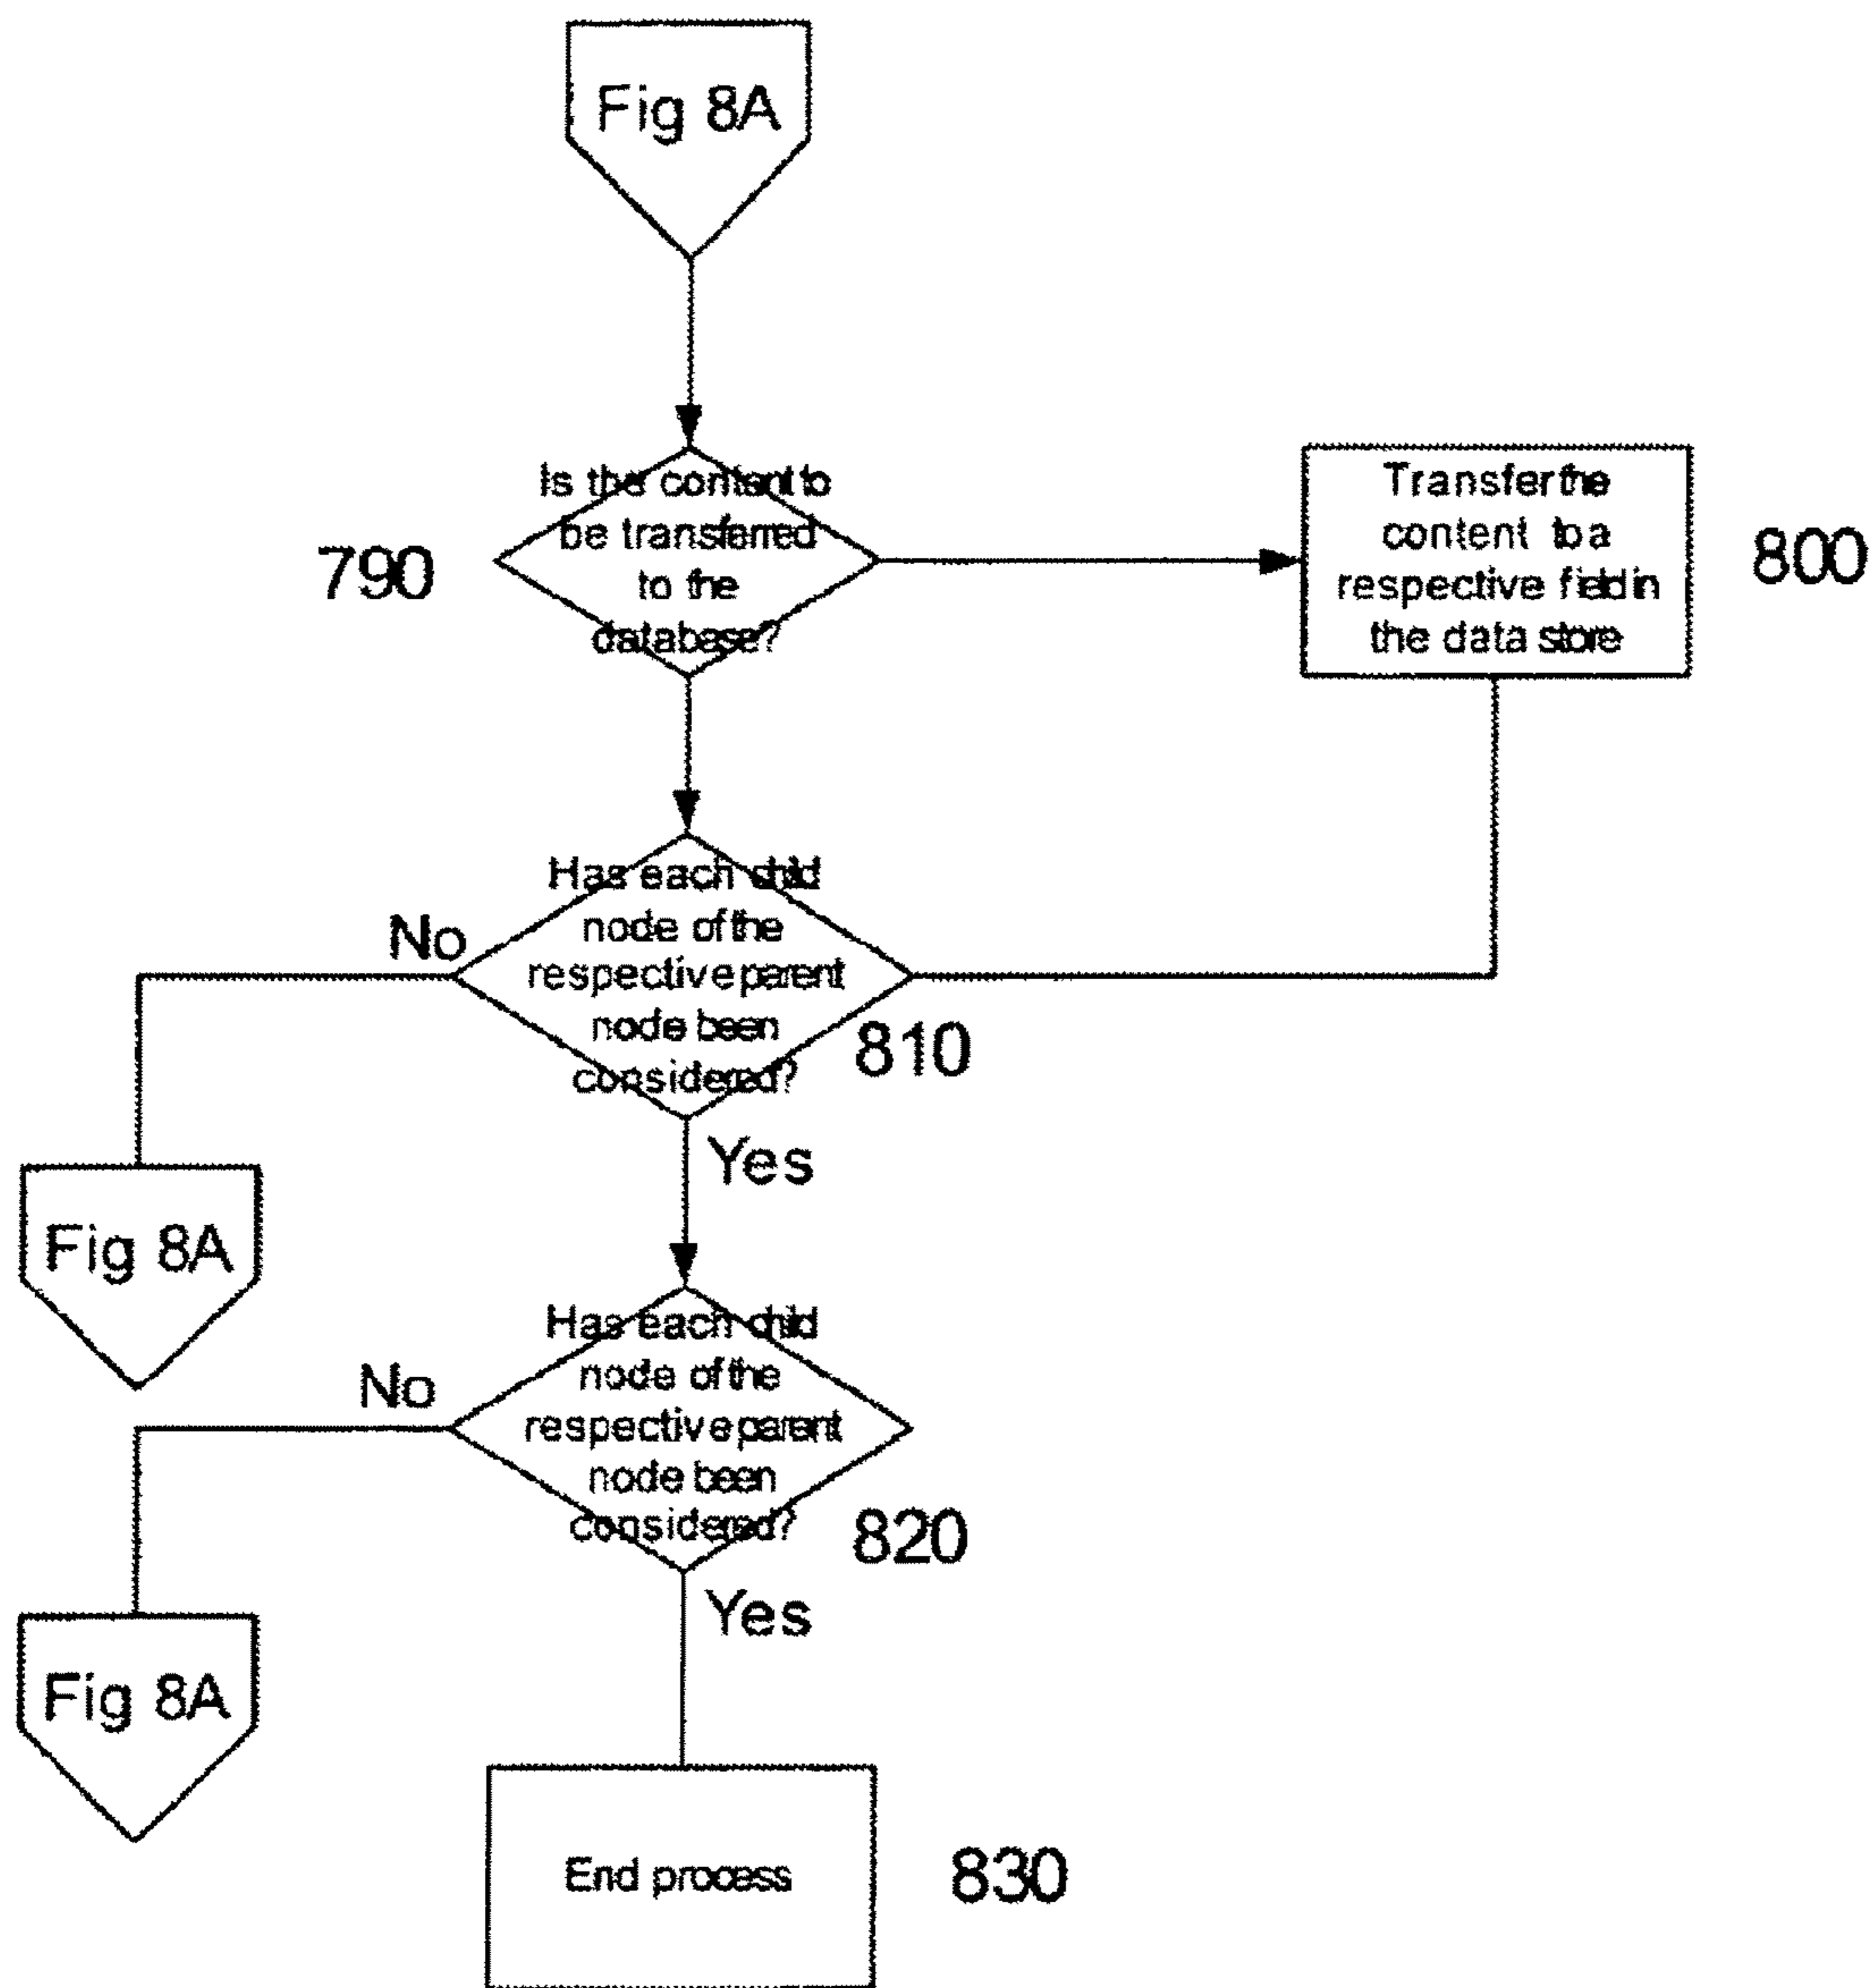 Fig 8A
Is the content to
be transferred
to the
database?
790
Transfer the
content to a
respective field in
the data store
800
Has each child
node of the
respective parent
node been
considered?
No
810
Yes
Fig 8A
Has each child
node of the
respective parent
node been
considered?
No
820
Yes
Fig 8A
End process
830